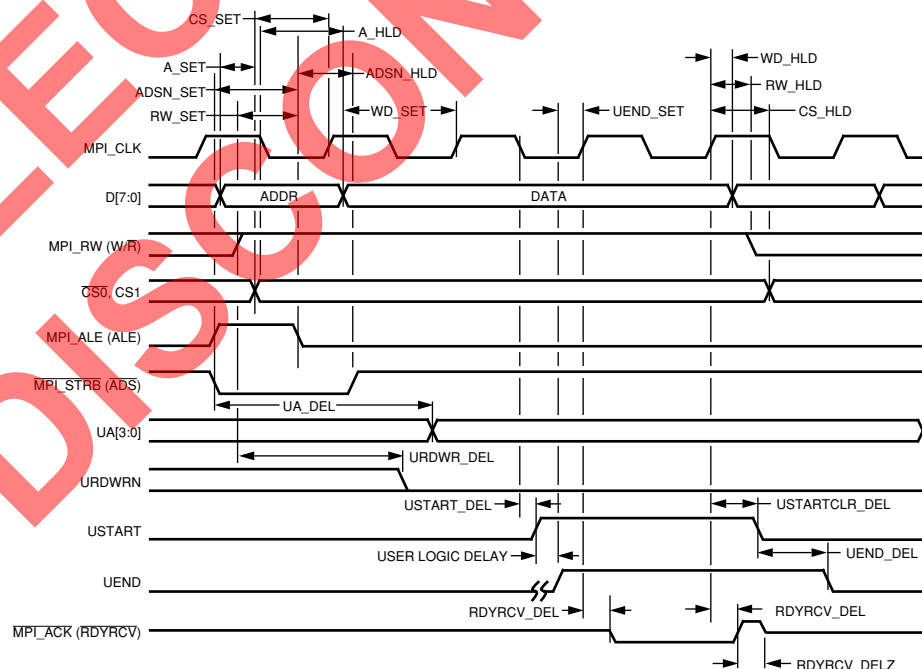 CS_SET
A_HLD
A_SET
WD_HLD
ADSN_HLD
RW_HLD
ADSN_SET
RW_SET
WD_SET
UEND_SET
CS_HLD
MPI_CLK
D[7:0]
ADDR
DATA
MPI_RW (W/R)
CS0, CS1
MPI_ALE (ALE)
MPI_STRB (ADS)
UA_DEL
UA[3:0]
URDWR_DEL
URDWRN
USTART_DEL
USTARTCLR_DEL
USTART
USER LOGIC DELAY
UEND_DEL
UEND
RDYRCV_DEL
RDYRCV_DEL
MPI_ACK (RDYRCV)
RDYRCV_DELZ